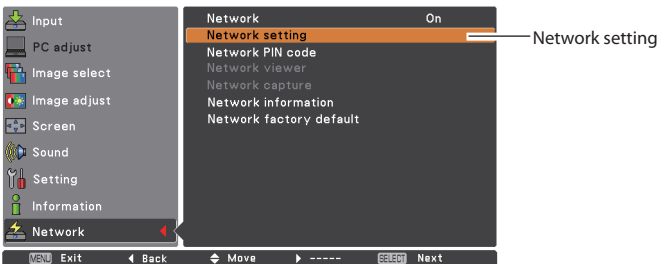 Input
PC adjust
Image select
Image adjust
Screen
Sound
Setting
Information
Network
Network On
Network setting
Network PIN code
Network viewer
Network capture
Network information
Network factory default
Network setting
MENU Exit Back Move ----- SELECT Next